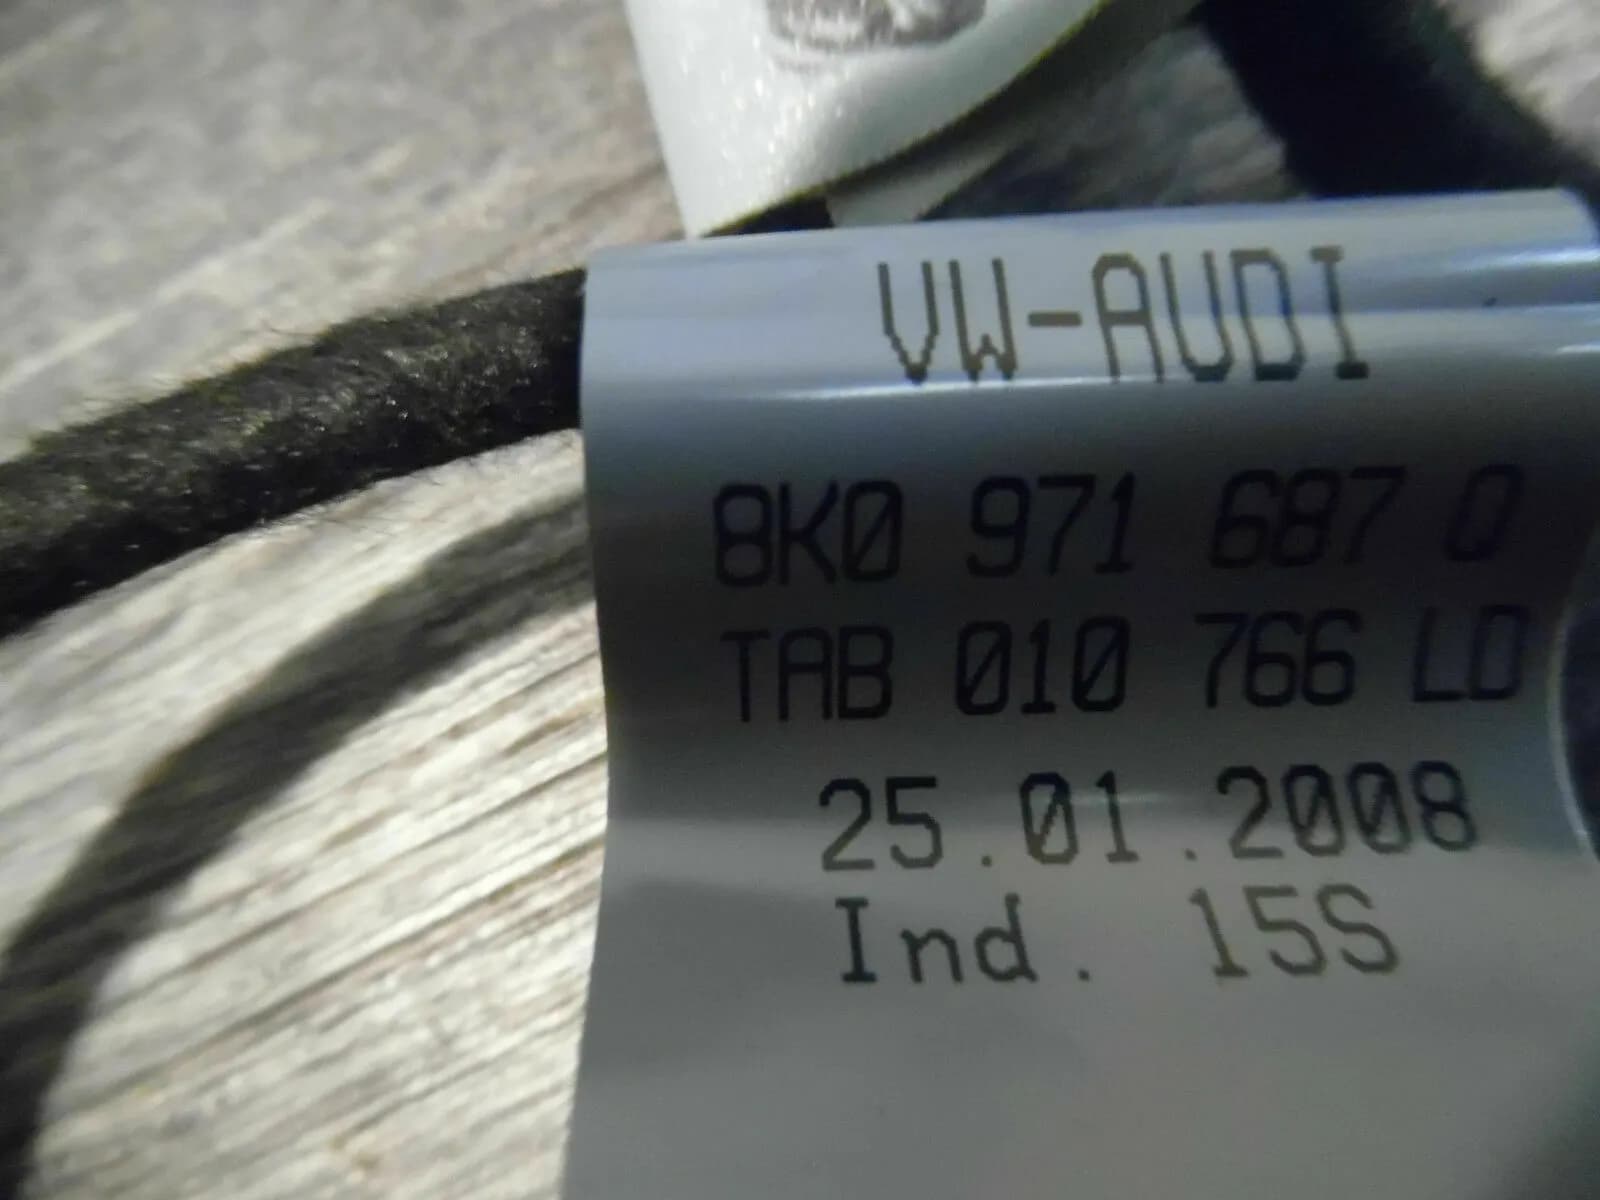 VW-AUDI
8K0 971 687 Q
TAB 010 766 LD
25.01.2008
Ind. 15S